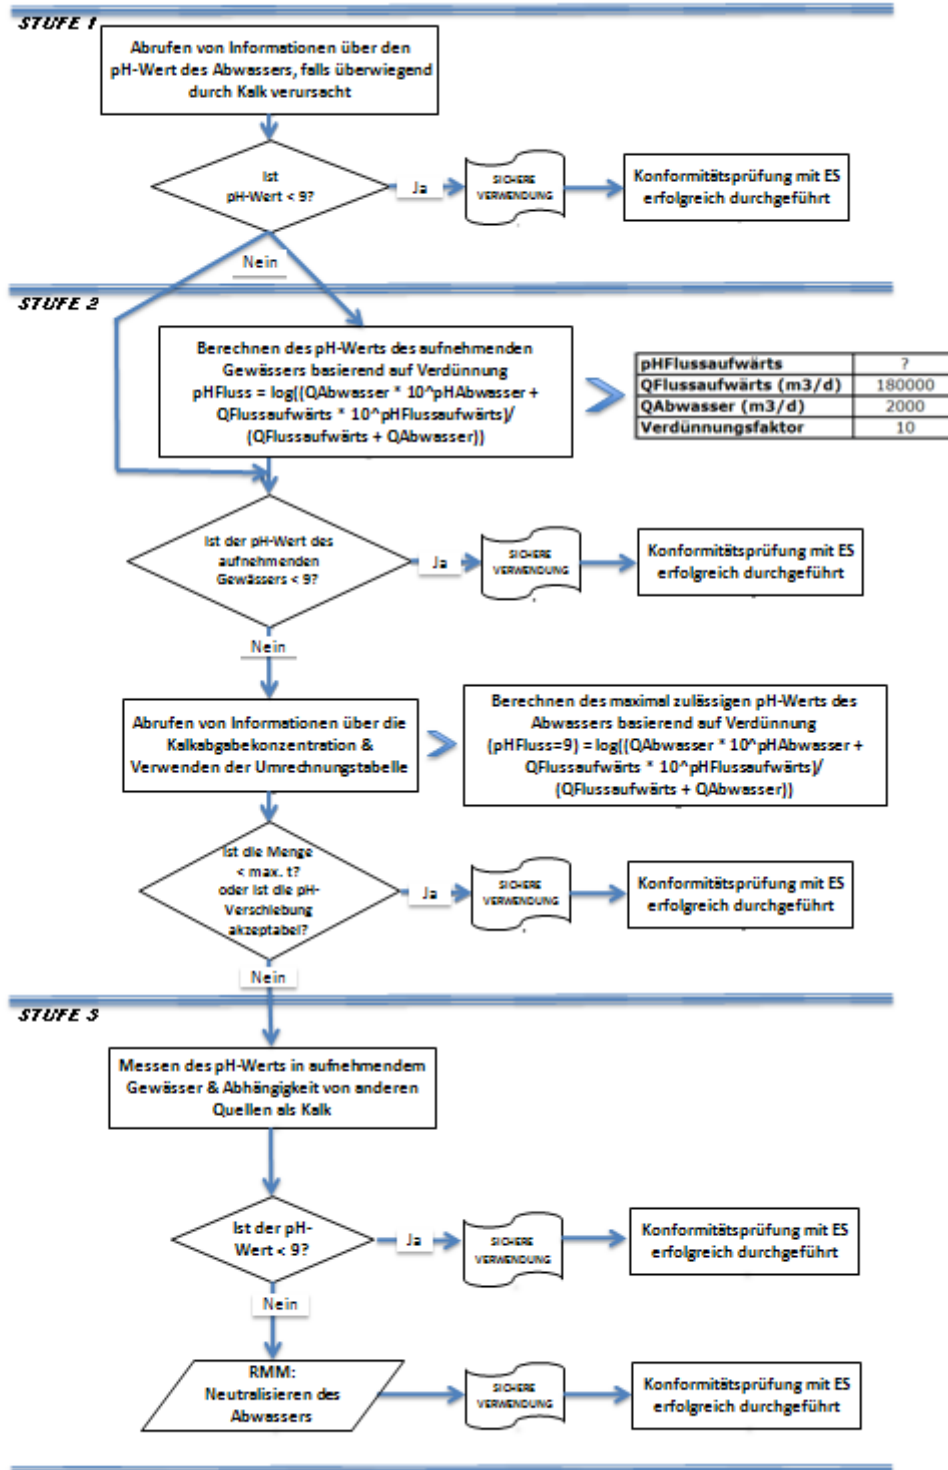 STUFE 1
Abrufen von Informationen über den
pH-Wert des Abwassers, falls überwiegend
durch Kalk verursacht
Ist
pH-Wert < 9?
Ja
SICHERE
VERWENDUNG
Konformitätsprüfung mit ES
erfolgreich durchgeführt
Nein
STUFE 2
Berechnen des pH-Werts des aufnehmenden
Gewässers basierend auf Verdünnung
pHFluss = log((QAbwasser * 10^pHAbwasser +
QFlussaufwärts * 10^pHFlussaufwärts)/
(QFlussaufwärts + QAbwasser))
pHFlussaufwärts ?
QFlussaufwärts (m3/d) 180000
QAbwasser (m3/d) 2000
Verdünnungsfaktor 10
Ist der pH-Wert des
aufnehmenden
Gewässers < 9?
Ja
SICHERE
VERWENDUNG
Konformitätsprüfung mit ES
erfolgreich durchgeführt
Nein
Abrufen von Informationen über die
Kalkabgabekonzentration &
Verwenden der Umrechnungstabelle
Berechnen des maximal zulässigen pH-Werts des
Abwassers basierend auf Verdünnung
(pHFluss=9) = log((QAbwasser * 10^pHAbwasser +
QFlussaufwärts * 10^pHFlussaufwärts)/
(QFlussaufwärts + QAbwasser))
Ist die Menge
< max. t?
oder ist die pH-
Verschiebung
akzeptabel?
Ja
SICHERE
VERWENDUNG
Konformitätsprüfung mit ES
erfolgreich durchgeführt
Nein
STUFE 3
Messen des pH-Werts in aufnehmendem
Gewässer & Abhängigkeit von anderen
Quellen als Kalk
Ist der pH-
Wert < 9?
Ja
SICHERE
VERWENDUNG
Konformitätsprüfung mit ES
erfolgreich durchgeführt
Nein
RMM:
Neutralisieren des
Abwassers
SICHERE
VERWENDUNG
Konformitätsprüfung mit ES
erfolgreich durchgeführt